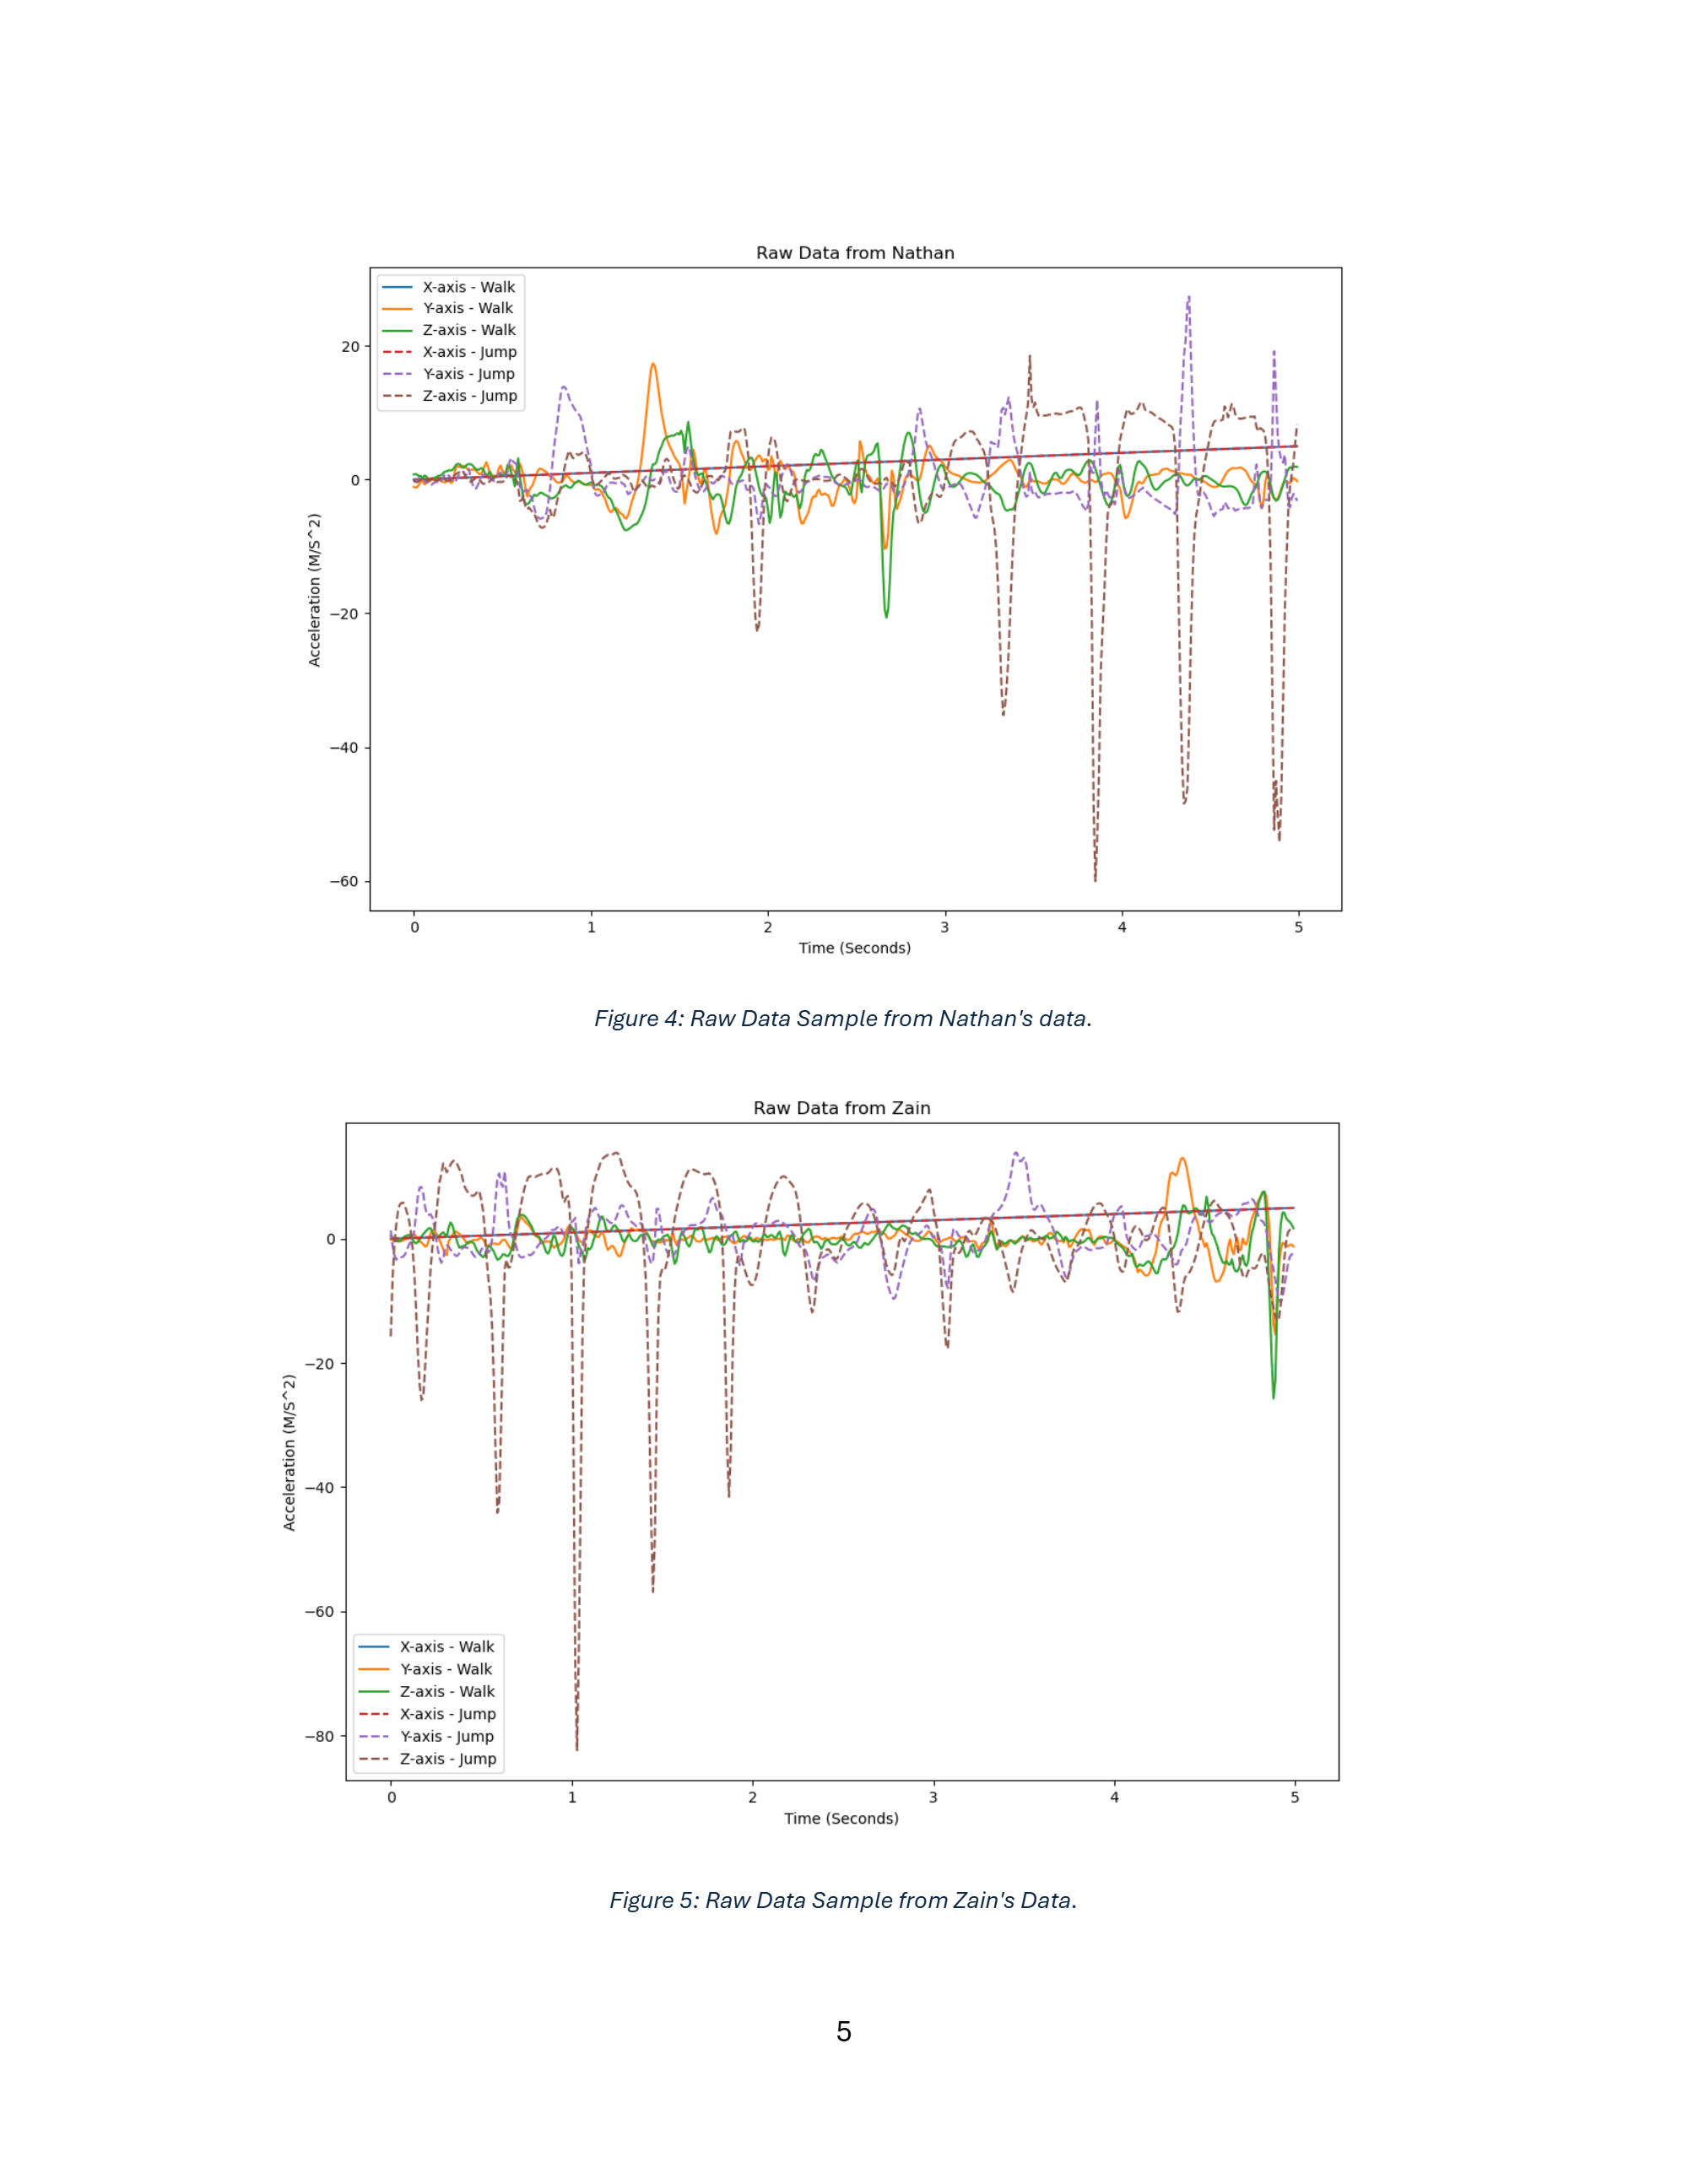 Raw Data from Nathan
X-axis - Walk
Y-axis - Walk
Z-axis - Walk
X-axis - Jump
Y-axis - Jump
Z-axis - Jump
20
0
−20
−40
−60
Acceleration (M/S^2)
0 1 2 3 4 5
Time (Seconds)
Figure 4: Raw Data Sample from Nathan's data.
Raw Data from Zain
0
−20
−40
−60
−80
Acceleration (M/S^2)
X-axis - Walk
Y-axis - Walk
Z-axis - Walk
X-axis - Jump
Y-axis - Jump
Z-axis - Jump
0 1 2 3 4 5
Time (Seconds)
Figure 5: Raw Data Sample from Zain's Data.
5